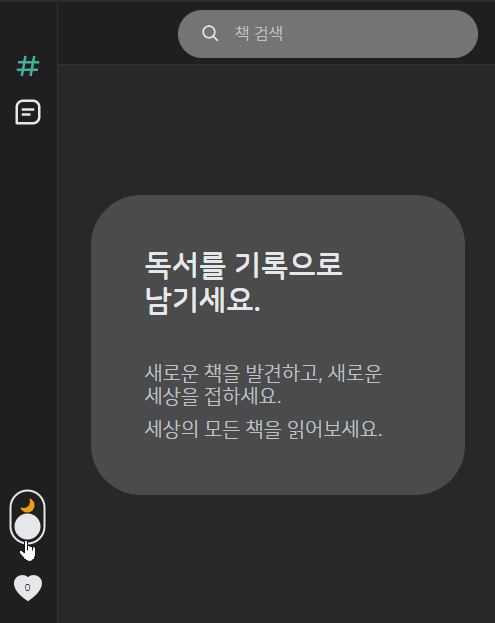 책 검색
#
독서를 기록으로
남기세요.
새로운 책을 발견하고, 새로운
세상을 접하세요.
세상의 모든 책을 읽어보세요.
0